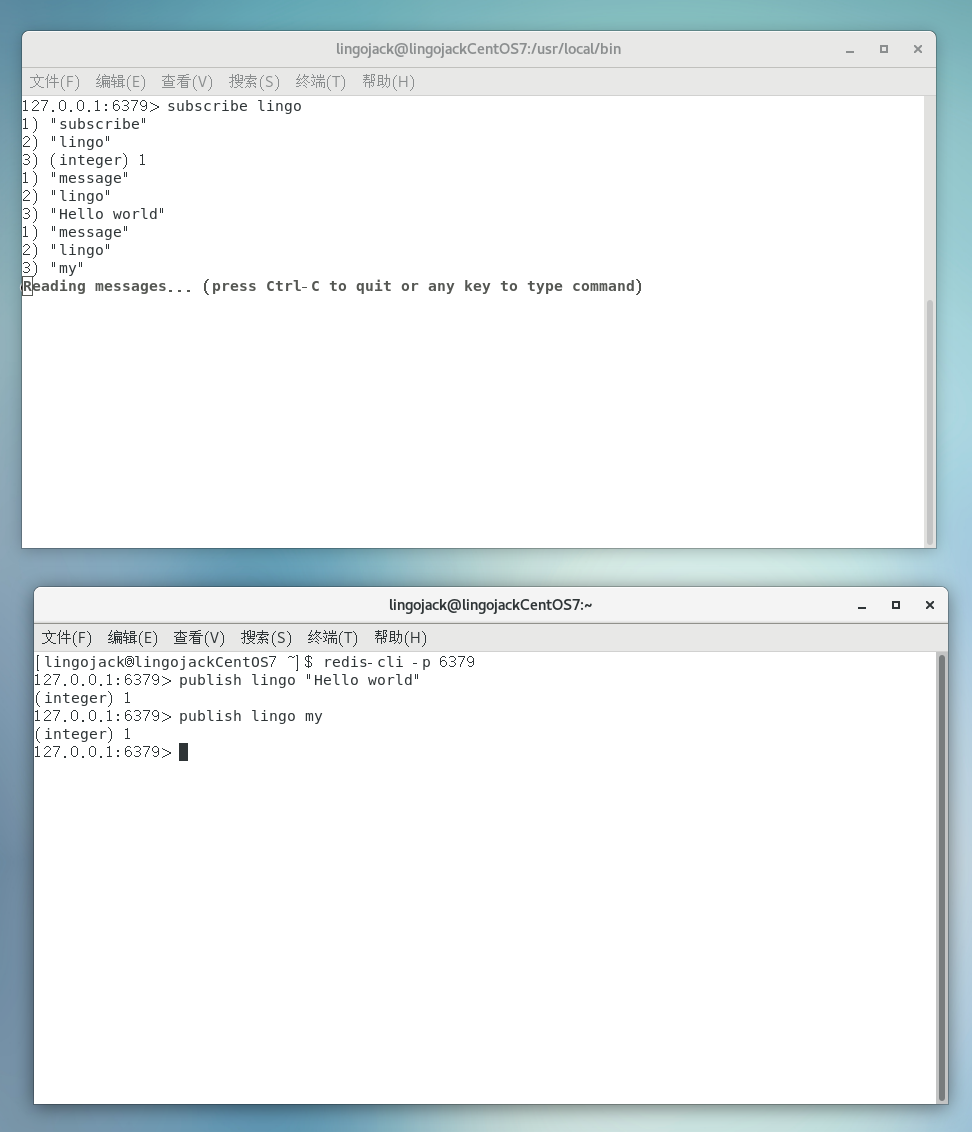 lingojack@lingojackCentOS7:/usr/local/bin
文件(F) 编辑(E) 查看(V) 搜索(S) 终端(T) 帮助(H)
127.0.0.1:6379> subscribe lingo
1) "subscribe"
2) "lingo"
3) (integer) 1
1) "message"
2) "lingo"
3) "Hello world"
1) "message"
2) "lingo"
3) "my"
Reading messages... (press Ctrl-C to quit or any key to type command)
lingojack@lingojackCentOS7:~
文件(F) 编辑(E) 查看(V) 搜索(S) 终端(T) 帮助(H)
[lingojack@lingojackCentOS7 ~]$ redis-cli -p 6379
127.0.0.1:6379> publish lingo "Hello world"
(integer) 1
127.0.0.1:6379> publish lingo my
(integer) 1
127.0.0.1:6379>